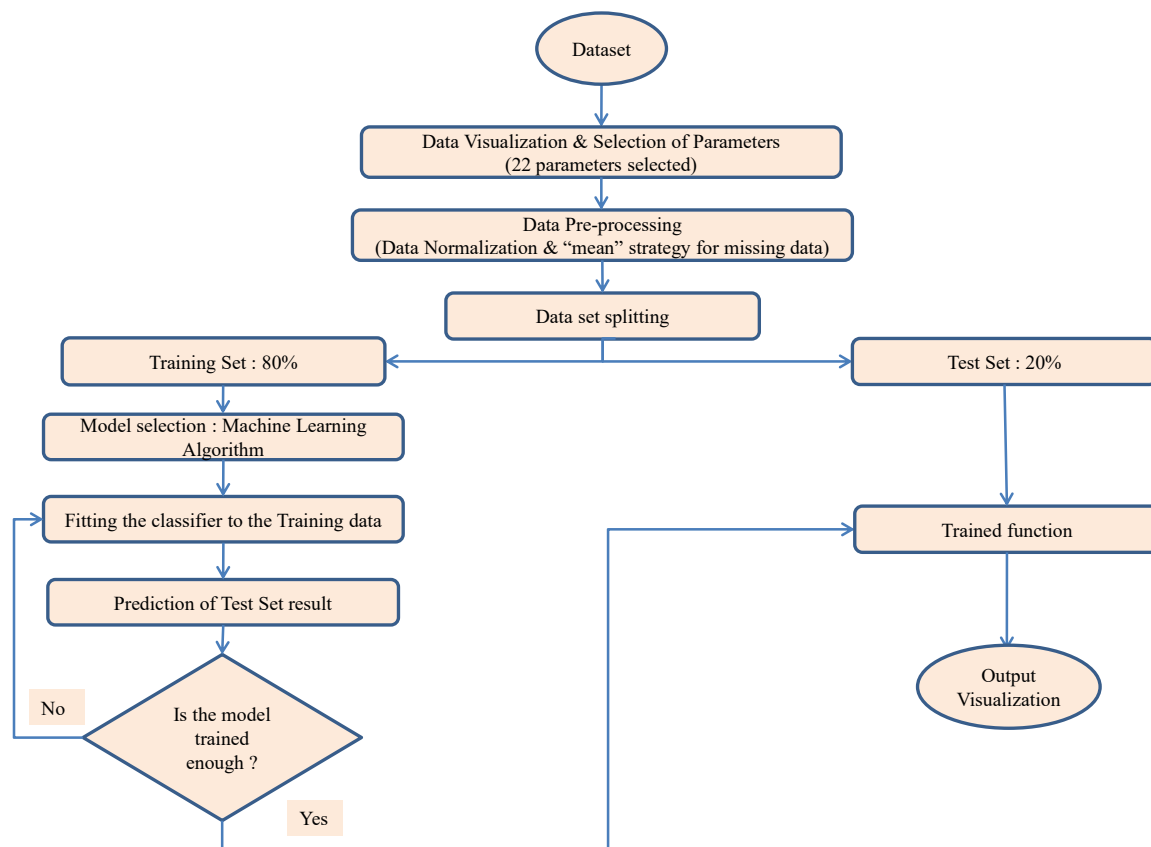 Dataset
Data Visualization & Selection of Parameters
(22 parameters selected)
Data Pre-processing
(Data Normalization & “mean” strategy for missing data)
Data set splitting
Training Set : 80%
Test Set : 20%
Model selection : Machine Learning
Algorithm
Fitting the classifier to the Training data
Trained function
Prediction of Test Set result
Output
Visualization
No
Is the model
trained
enough ?
Yes